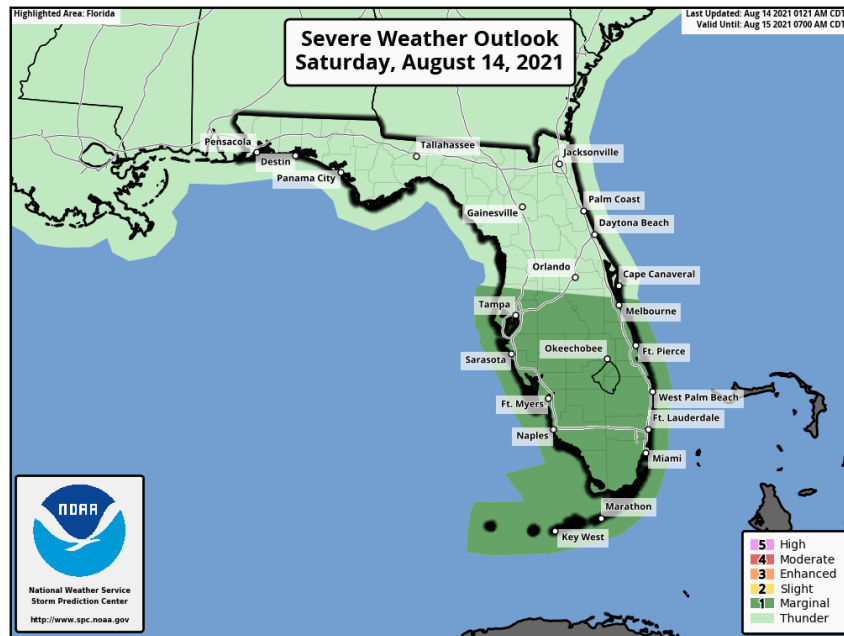 Highlighted Area: Florida
Last Updated: Aug 14 2021 0121 AM CDT
Valid Until: Aug 15 2021 0700 AM CDT
Severe Weather Outlook
Saturday, August 14, 2021
Pensacola
Tallahassee
Jacksonville
Destin
Panama City
Palm Coast
Gainesville
Daytona Beach
Orlando
Cape Canaveral
Tampa
Melbourne
Okeechobee
Ft. Pierce
Sarasota
West Palm Beach
Ft. Myers
Ft. Lauderdale
Naples
Miami
Marathon
Key West
NOAA
National Weather Service
Storm Prediction Center
http://www.spc.noaa.gov
5 High
4 Moderate
3 Enhanced
2 Slight
1 Marginal
Thunder